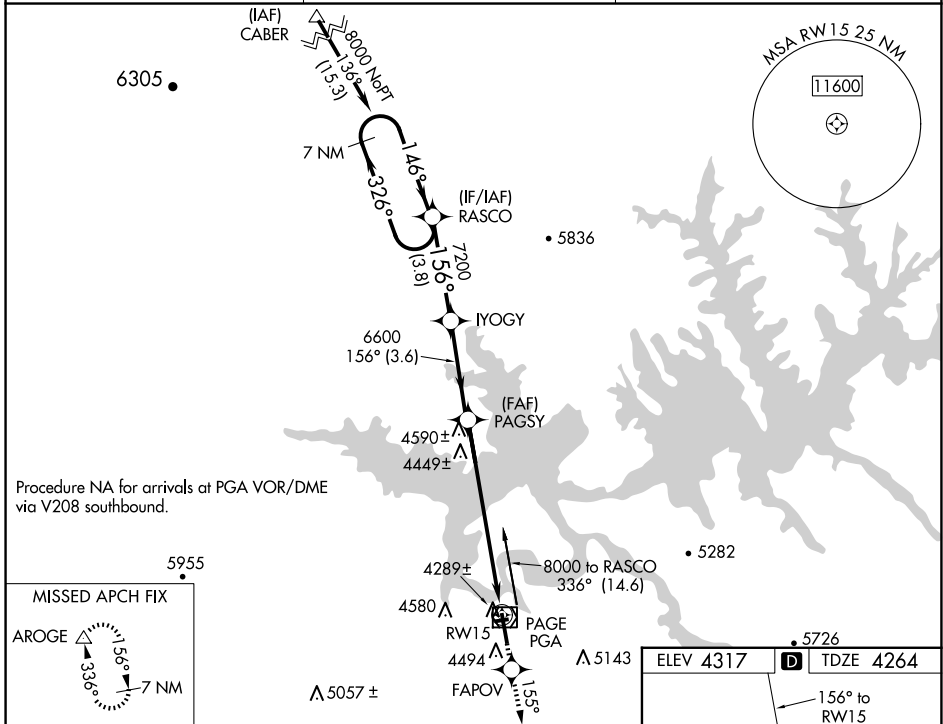 (IAF)
CABER
8000 NoPT
136°
(15.3)
6305
MSA RW15 25 NM
11600
7 NM
146°
326°
(IF/IAF)
RASCO
5836
7200
156°
(3.8)
IYOGY
6600
156° (3.6)
(FAF)
PAGSY
4590±
4449±
Procedure NA for arrivals at PGA VOR/DME
via V208 southbound.
5282
5955
4289±
8000 to RASCO
336° (14.6)
MISSED APCH FIX
AROGE
156°
336°
7 NM
4580
RW15
PAGE
PGA
4494
5143
5726
FAPOV
155°
5057 ±
ELEV 4317
D
TDZE 4264
156° to
RW15